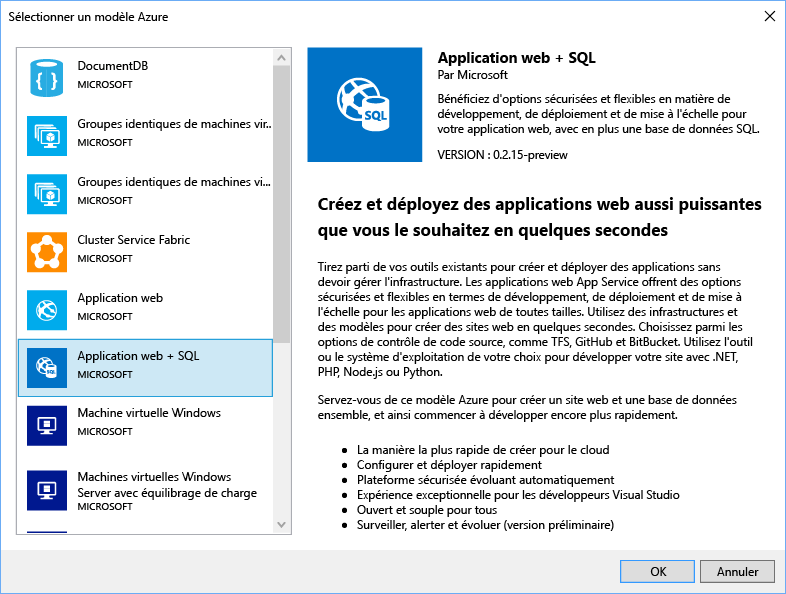 Sélectionner un modèle Azure
DocumentDB
MICROSOFT
Groupes identiques de machines vir...
MICROSOFT
Groupes identiques de machines vi...
MICROSOFT
Cluster Service Fabric
MICROSOFT
Application web
MICROSOFT
Application web + SQL
MICROSOFT
Machine virtuelle Windows
MICROSOFT
Machines virtuelles Windows
Server avec équilibrage de charge
MICROSOFT
SQL
Application web + SQL
Par Microsoft
Bénéficiez d'options sécurisées et flexibles en matière de
développement, de déploiement et de mise à l'échelle pour
votre application web, avec en plus une base de données SQL.
VERSION : 0.2.15-preview
Créez et déployez des applications web aussi puissantes
que vous le souhaitez en quelques secondes
Tirez parti de vos outils existants pour créer et déployer des applications sans
devoir gérer l'infrastructure. Les applications web App Service offrent des options
sécurisées et flexibles en termes de développement, de déploiement et de mise à
l'échelle pour les applications web de toutes tailles. Utilisez des infrastructures et
des modèles pour créer des sites web en quelques secondes. Choisissez parmi les
options de contrôle de code source, comme TFS, GitHub et BitBucket. Utilisez l'outil
ou le système d'exploitation de votre choix pour développer votre site avec .NET,
PHP, Node.js ou Python.
Servez-vous de ce modèle Azure pour créer un site web et une base de données
ensemble, et ainsi commencer à développer encore plus rapidement.
• La manière la plus rapide de créer pour le cloud
• Configurer et déployer rapidement
• Plateforme sécurisée évoluant automatiquement
• Expérience exceptionnelle pour les développeurs Visual Studio
• Ouvert et souple pour tous
• Surveiller, alerter et évoluer (version préliminaire)
OK
Annuler